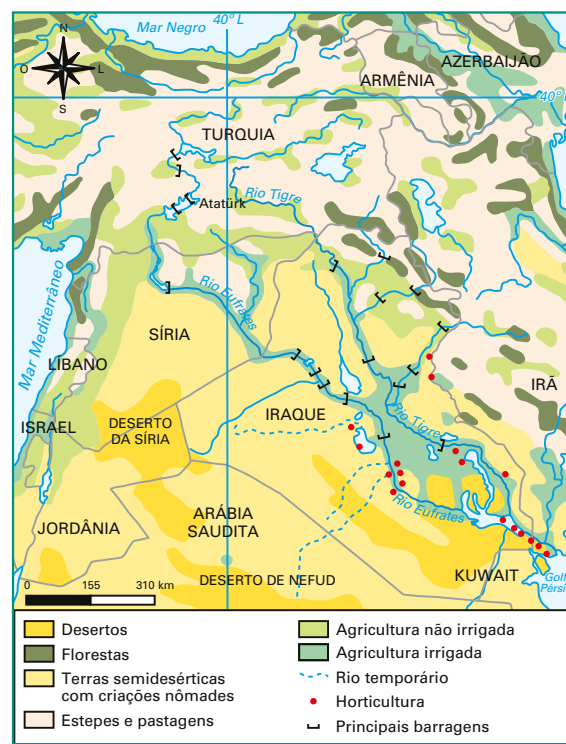 Mar Negro
40° L
N
O
L
S
AZERBAIJÃO
ARMÊNIA
40°
TURQUIA
Atatürk
Rio Tigre
Mar Mediterrâneo
Rio Eufrates
SÍRIA
LÍBANO
IRÃ
ISRAEL
DESERTO
DA SÍRIA
IRAQUE
Rio Tigre
Rio Eufrates
JORDÂNIA
ARÁBIA
SAUDITA
DESERTO DE NEFUD
KUWAIT
Golfo
Pérsi
0 155 310 km
Desertos
Florestas
Terras semidesérticas
com criações nômades
Estepes e pastagens
Agricultura não irrigada
Agricultura irrigada
Rio temporário
Horticultura
Principais barragens